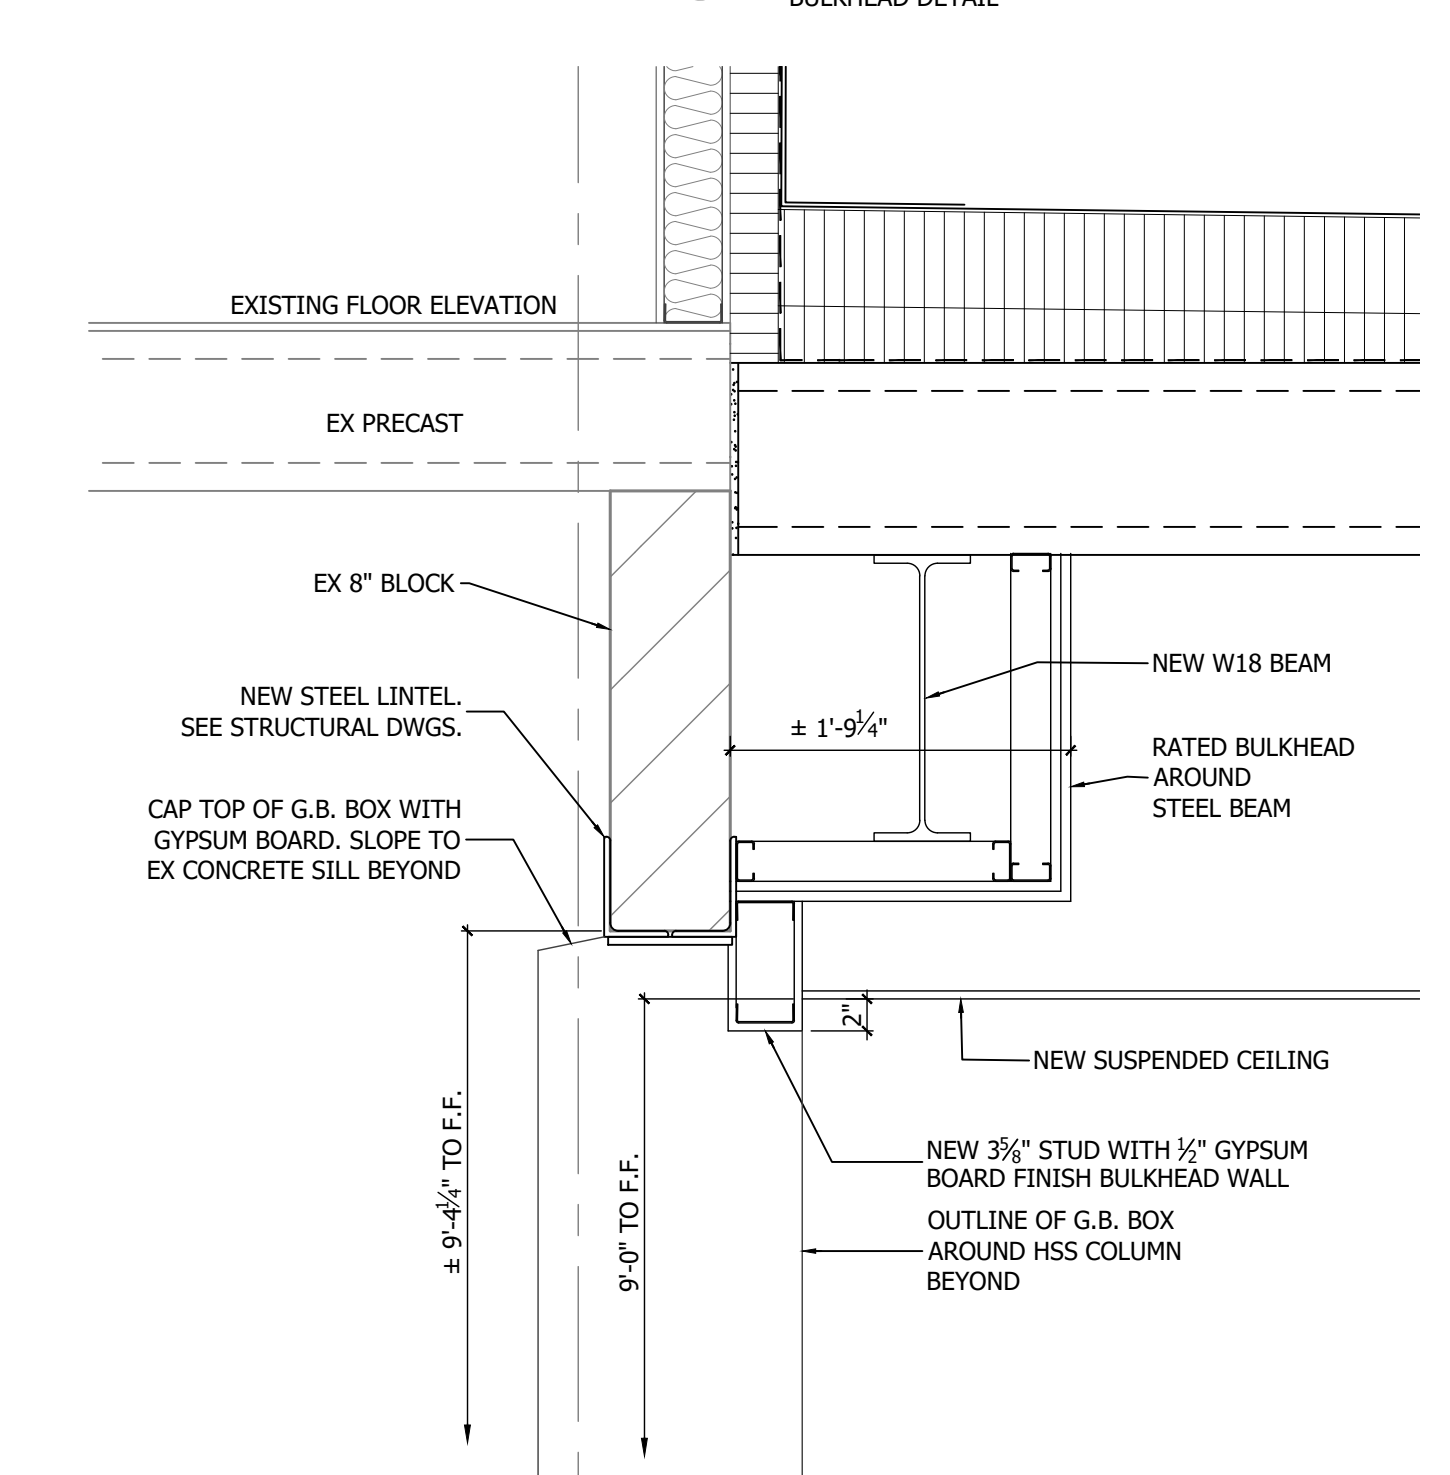 BULKHEAD DETAIL
EXISTING FLOOR ELEVATION
EX PRECAST
EX 8" BLOCK
NEW STEEL LINTEL.
SEE STRUCTURAL DWGS.
CAP TOP OF G.B. BOX WITH
GYPSUM BOARD. SLOPE TO
EX CONCRETE SILL BEYOND
± 1'-9¼"
NEW W18 BEAM
RATED BULKHEAD
AROUND
STEEL BEAM
2"
NEW SUSPENDED CEILING
± 9'-4¼" TO F.F.
9'-0" TO F.F.
NEW 3⅝" STUD WITH ½" GYPSUM
BOARD FINISH BULKHEAD WALL
OUTLINE OF G.B. BOX
AROUND HSS COLUMN
BEYOND